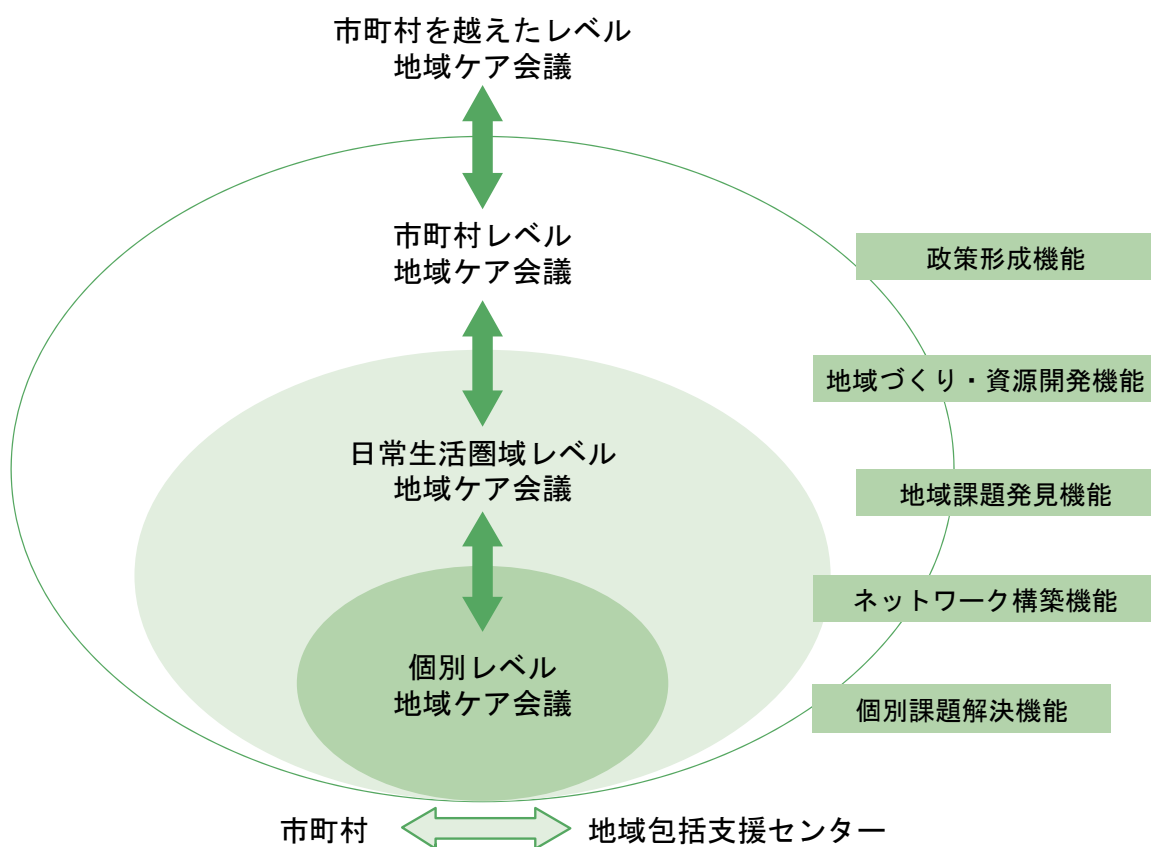 市町村を越えたレベル
地域ケア会議
市町村レベル
地域ケア会議
政策形成機能
地域づくり・資源開発機能
日常生活圏域レベル
地域ケア会議
地域課題発見機能
ネットワーク構築機能
個別レベル
地域ケア会議
個別課題解決機能
市町村
地域包括支援センター